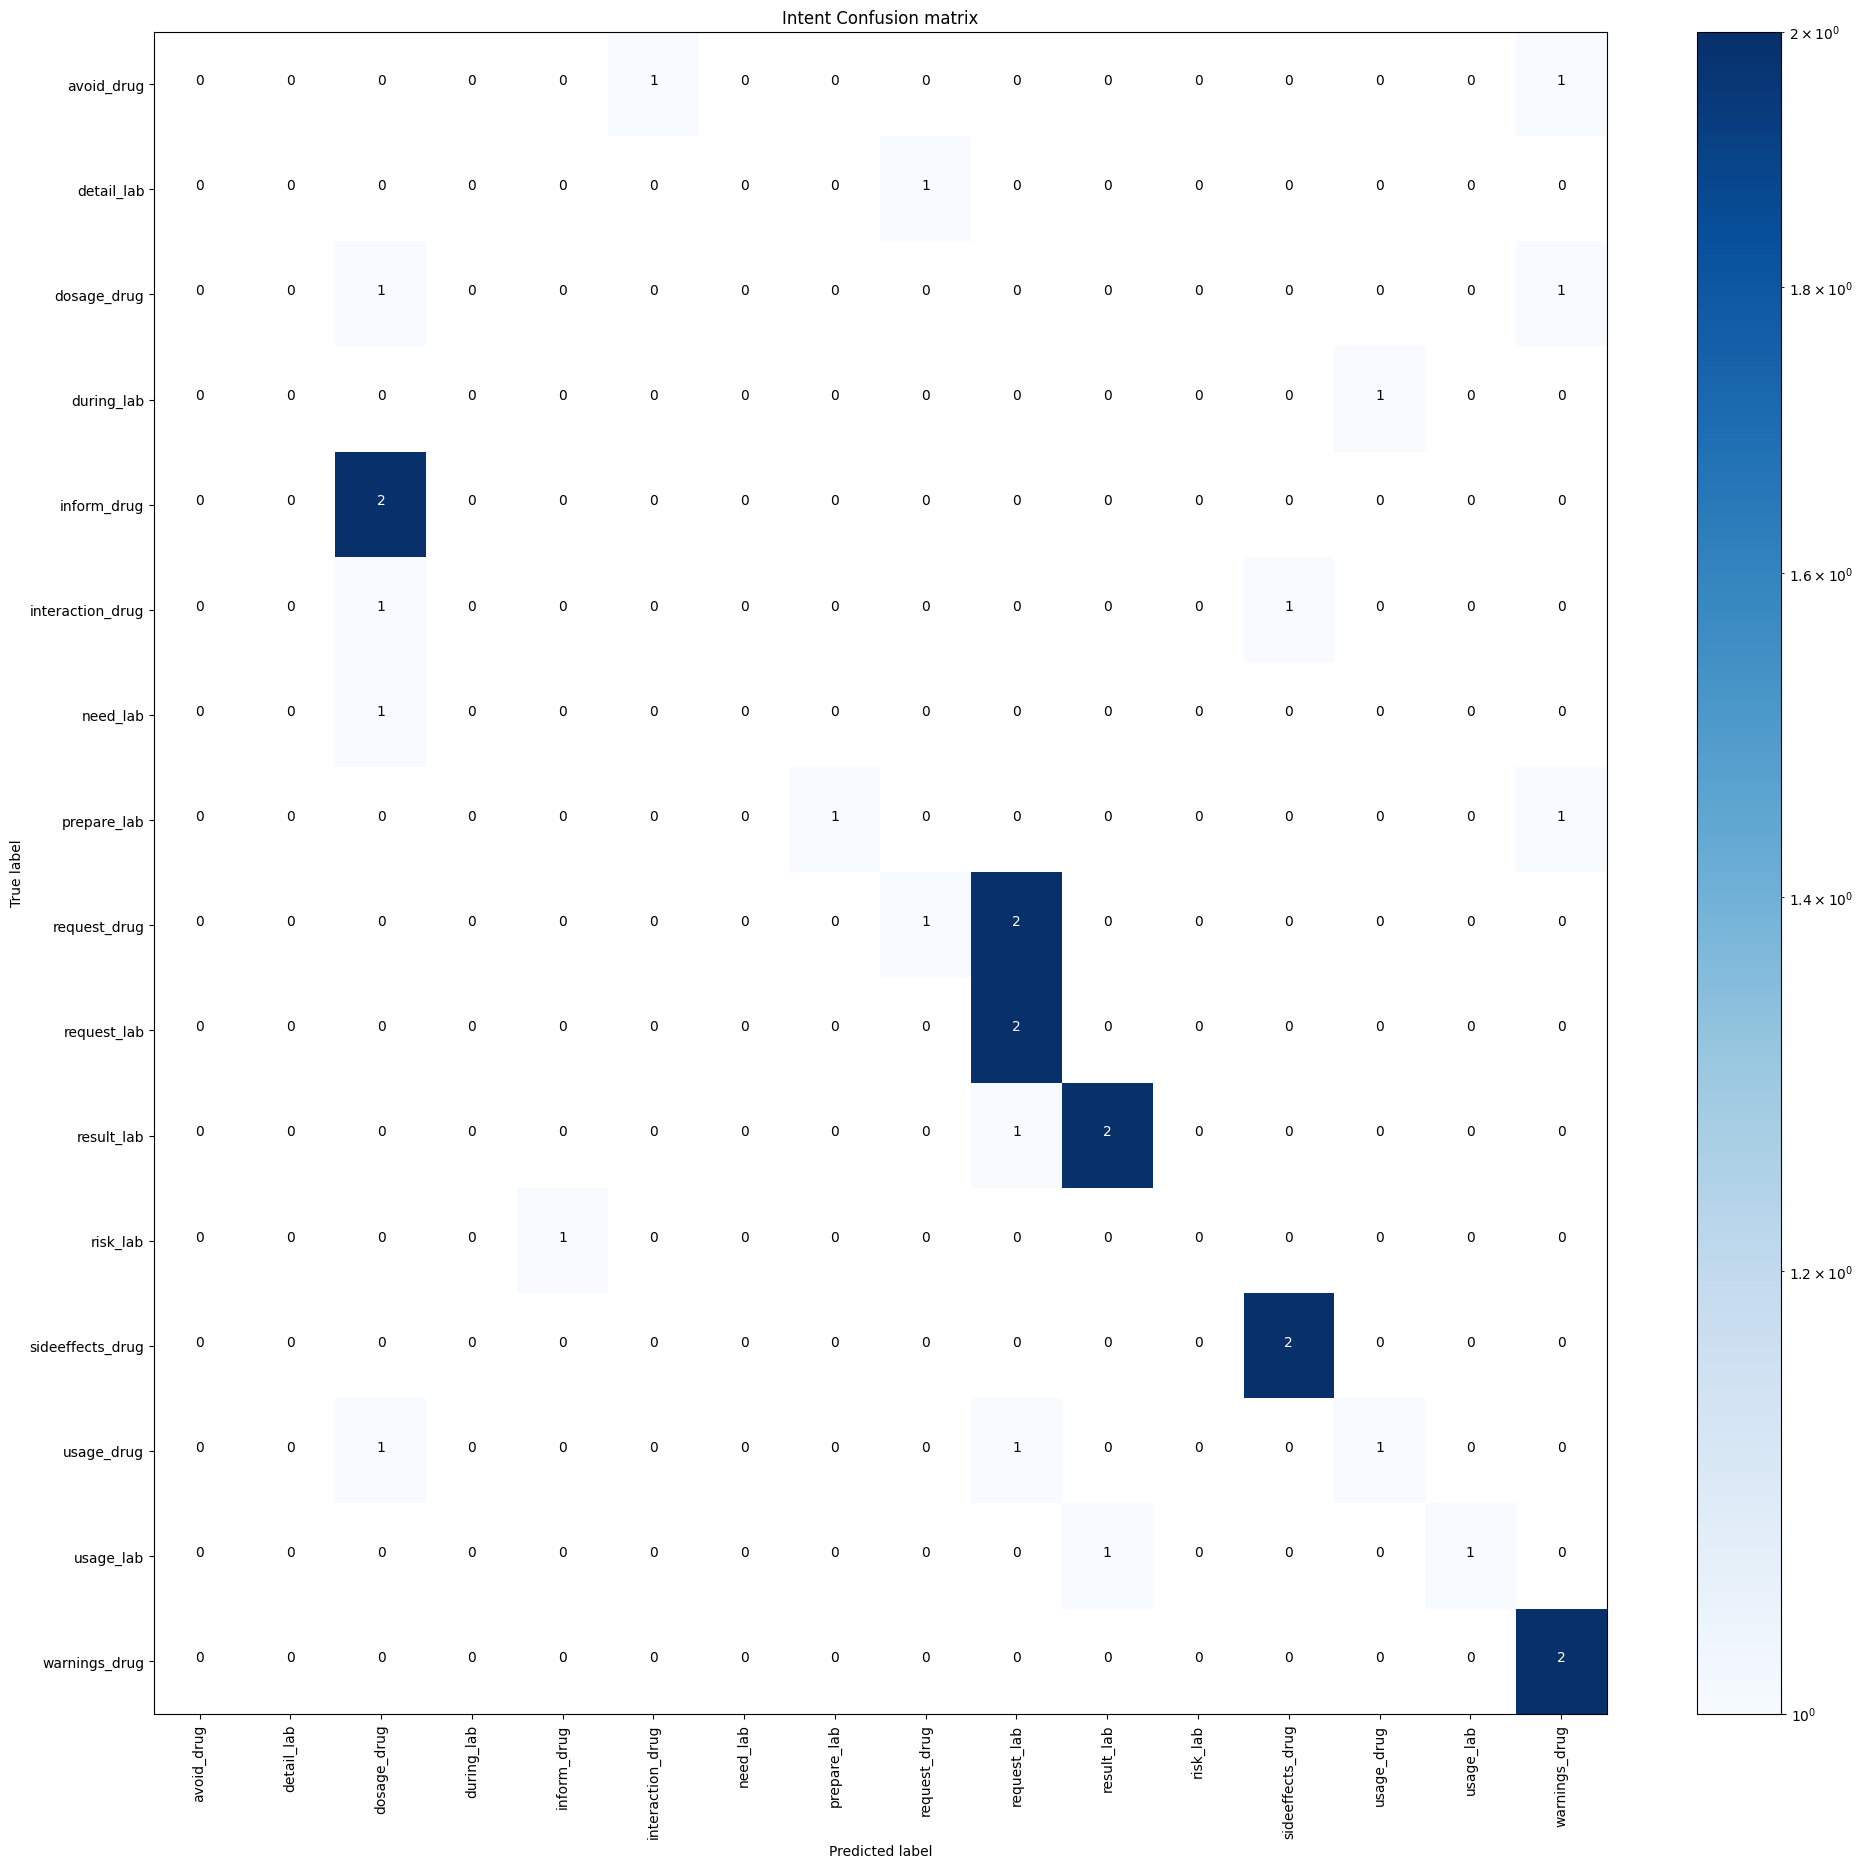 Intent Confusion matrix
avoid_drug 0 0 0 0 0 1 0 0 0 0 0 0 0 0 0 1
detail_lab 0 0 0 0 0 0 0 0 1 0 0 0 0 0 0 0
dosage_drug 0 0 1 0 0 0 0 0 0 0 0 0 0 0 0 1
during_lab 0 0 0 0 0 0 0 0 0 0 0 0 0 1 0 0
inform_drug 0 0 2 0 0 0 0 0 0 0 0 0 0 0 0 0
interaction_drug 0 0 1 0 0 0 0 0 0 0 0 0 1 0 0 0
need_lab 0 0 1 0 0 0 0 0 0 0 0 0 0 0 0 0
prepare_lab 0 0 0 0 0 0 0 1 0 0 0 0 0 0 0 1
request_drug 0 0 0 0 0 0 0 0 1 2 0 0 0 0 0 0
request_lab 0 0 0 0 0 0 0 0 0 2 0 0 0 0 0 0
result_lab 0 0 0 0 0 0 0 0 0 1 2 0 0 0 0 0
risk_lab 0 0 0 0 1 0 0 0 0 0 0 0 0 0 0 0
sideeffects_drug 0 0 0 0 0 0 0 0 0 0 0 0 2 0 0 0
usage_drug 0 0 1 0 0 0 0 0 0 1 0 0 0 1 0 0
usage_lab 0 0 0 0 0 0 0 0 0 0 1 0 0 0 1 0
warnings_drug 0 0 0 0 0 0 0 0 0 0 0 0 0 0 0 2
True label
avoid_drug
detail_lab
dosage_drug
during_lab
inform_drug
interaction_drug
need_lab
prepare_lab
request_drug
request_lab
result_lab
risk_lab
sideeffects_drug
usage_drug
usage_lab
warnings_drug
Predicted label
2 × 10⁰
1.8 × 10⁰
1.6 × 10⁰
1.4 × 10⁰
1.2 × 10⁰
10⁰